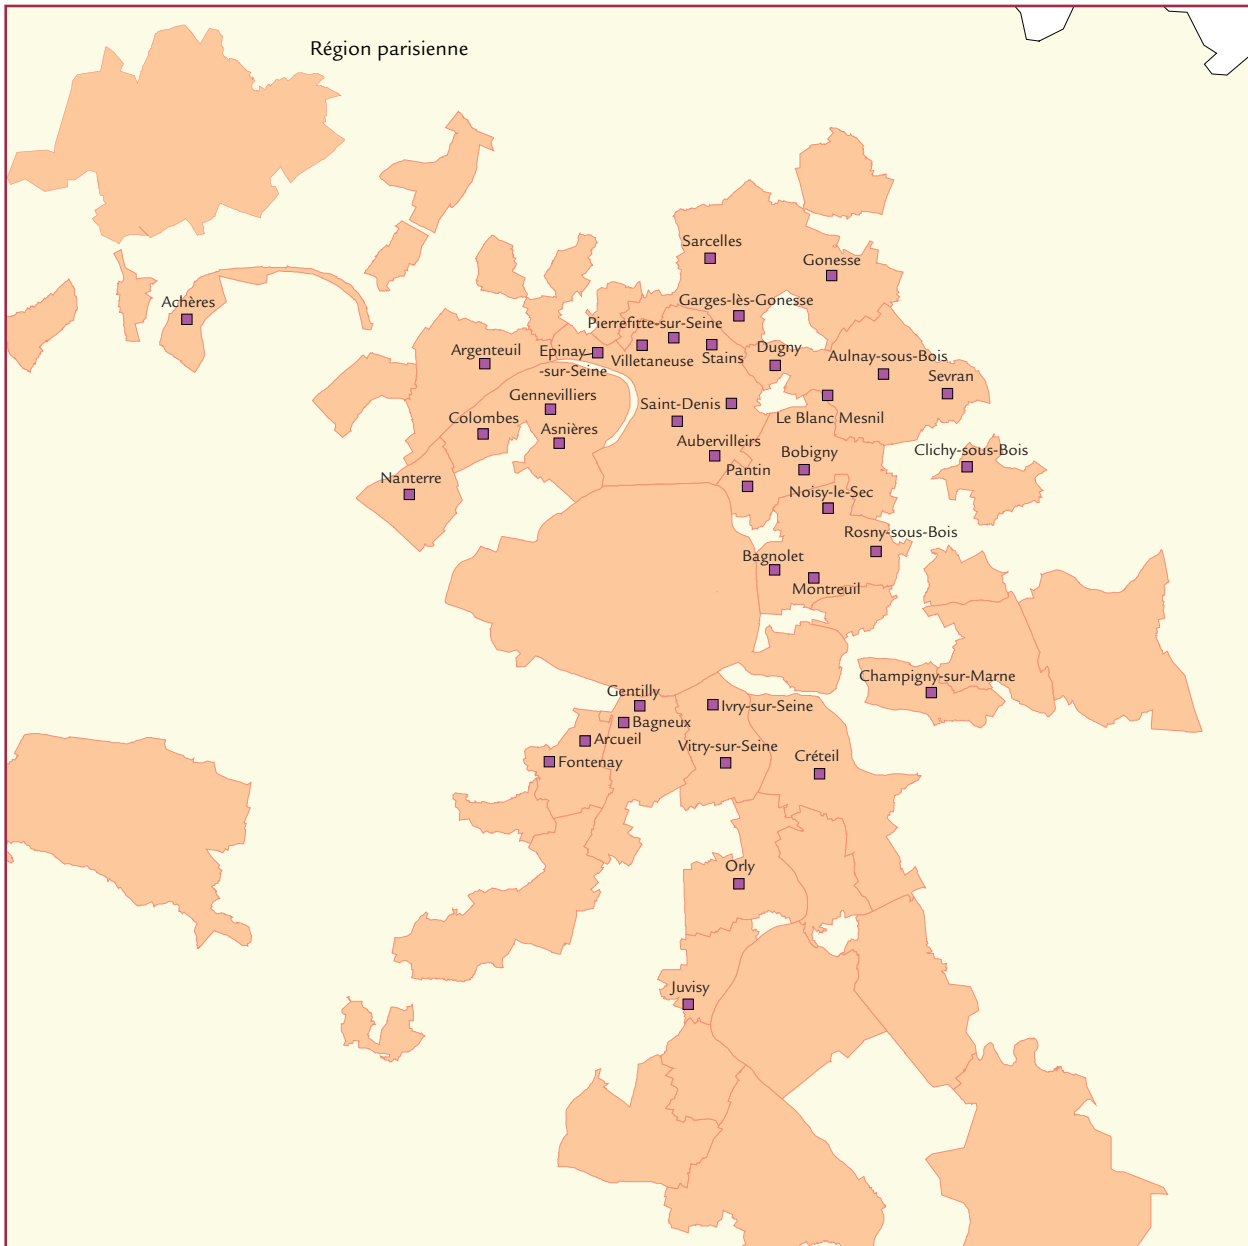 Région parisienne
Sarcelles
Gonesse
Achères
Garges-lès-Gonesse
Pierrefitte-sur-Seine
Argenteuil
Epinay
-sur-Seine
Villetaneuse
Stains
Dugny
Aulnay-sous-Bois
Sevran
Gennevilliers
Saint-Denis
Le Blanc Mesnil
Colombes
Asnières
Aubervilleirs
Bobigny
Clichy-sous-Bois
Nanterre
Pantin
Noisy-le-Sec
Rosny-sous-Bois
Bagnolet
Montreuil
Champigny-sur-Marne
Gentilly
Ivry-sur-Seine
Bagneux
Arcueil
Vitry-sur-Seine
Fontenay
Créteil
Orly
Juvisy